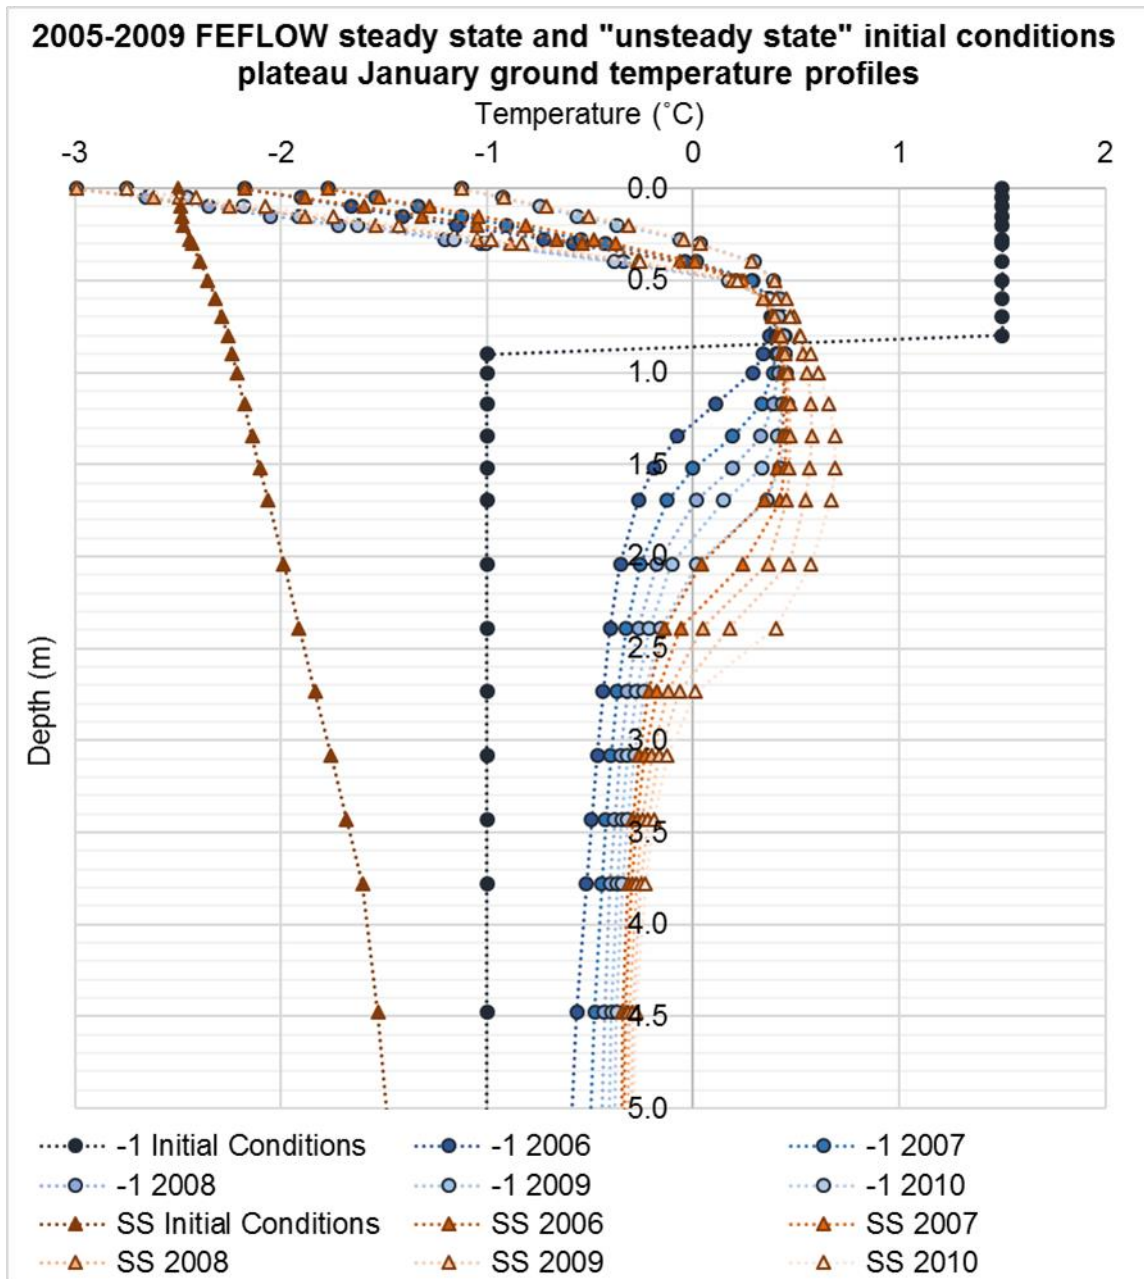 2005-2009 FEFLOW steady state and "unsteady state" initial conditions
plateau January ground temperature profiles
Temperature (˚C)
-3 -2 -1 0 1 2
0.0
0.5
1.0
1.5
2.0
2.5
3.0
3.5
4.0
4.5
5.0
Depth (m)
-1 Initial Conditions -1 2006 -1 2007
-1 2008 -1 2009 -1 2010
SS Initial Conditions SS 2006 SS 2007
SS 2008 SS 2009 SS 2010